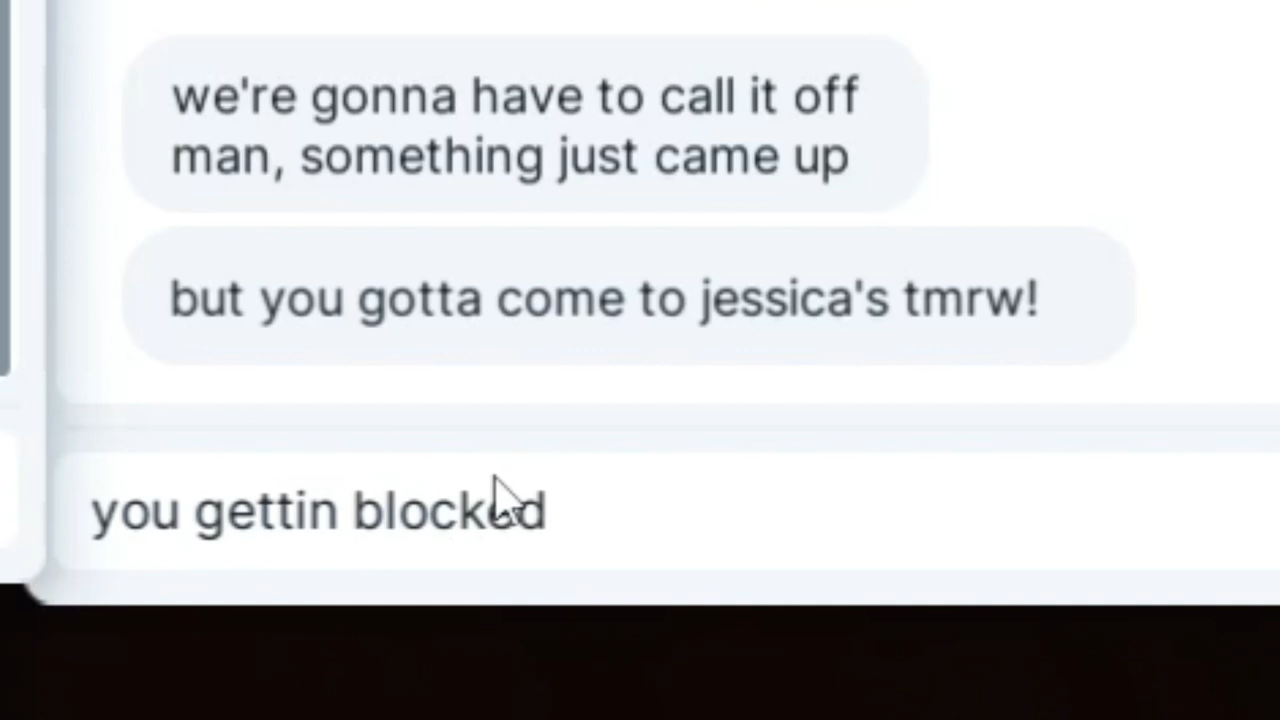 we're gonna have to call it off
man, something just came up
but you gotta come to jessica's tmrw!
you gettin blocked